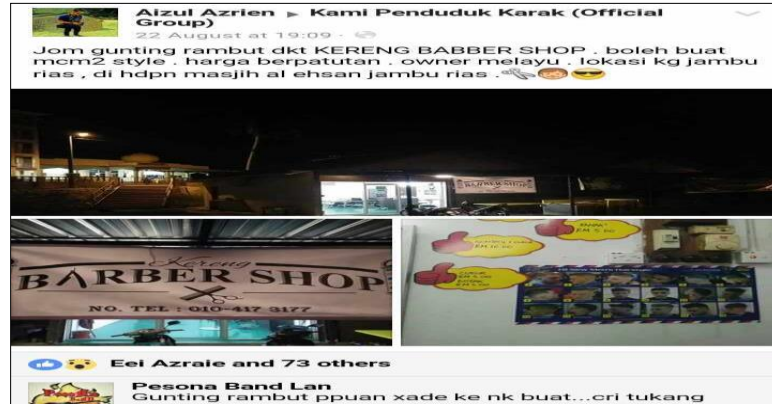 Aizul Azrien ▸ Kami Penduduk Karak (Official Group)
22 August at 19:09 ·
Jom gunting rambut dkt KERENG BABBER SHOP . boleh buat
mcm2 style . harga berpatutan . owner melayu . lokasi kg jambu
rias , di hdpn masjih al ehsan jambu rias .
BARBER SHOP
Kereng
BARBER SHOP
NO. TEL : 010-417 3177
Eei Azraie and 73 others
Pesona Band Lan
Gunting rambut ppuan xade ke nk buat...cri tukang